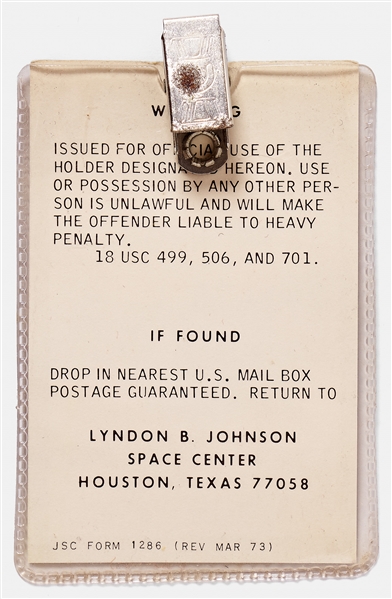 ISSUED FOR USE OF THE
HOLDER HEREON. USE
OR POSSESSION BY ANY OTHER PER-
SON IS UNLAWFUL AND WILL MAKE
THE OFFENDER LIABLE TO HEAVY
PENALTY.
18 USC 499, 506, AND 701.
IF FOUND
DROP IN NEAREST U.S. MAIL BOX
POSTAGE GUARANTEED. RETURN TO
LYNDON B. JOHNSON
SPACE CENTER
HOUSTON, TEXAS 77058
JSC FORM 1286 (REV MAR 73)